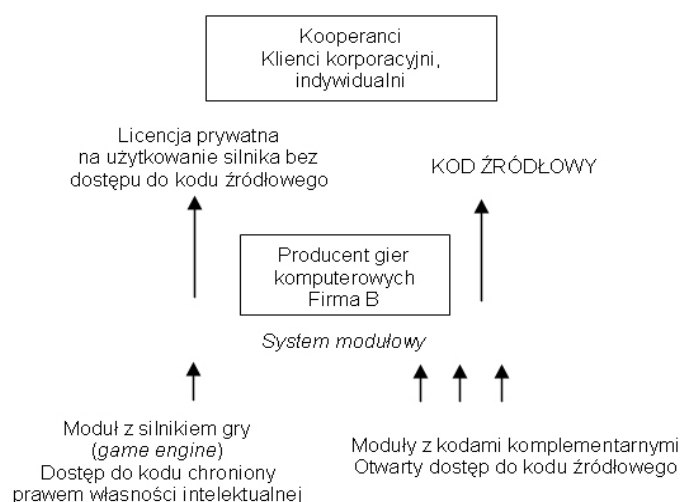 Kooperanci
Klienci korporacyjni,
indywidualni
Licencja prywatna
na użytkowanie silnika bez
dostępu do kodu źródłowego
KOD ŹRÓDŁOWY
Producent gier
komputerowych
Firma B
System modułowy
Moduł z silnikiem gry
(game engine)
Dostęp do kodu chroniony
prawem własności intelektualnej
Moduły z kodami komplementarnymi
Otwarty dostęp do kodu źródłowego